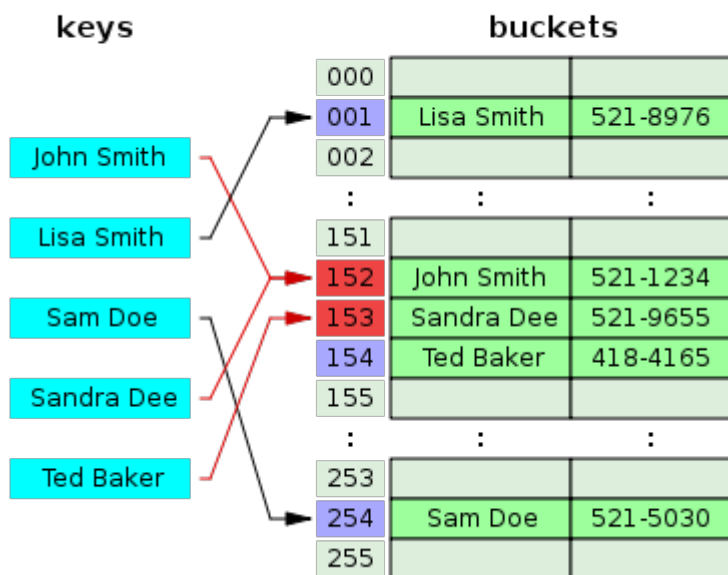 keys
buckets
000
001 Lisa Smith 521-8976
John Smith
002
: : :
Lisa Smith
151
152 John Smith 521-1234
Sam Doe
153 Sandra Dee 521-9655
154 Ted Baker 418-4165
Sandra Dee
155
: : :
Ted Baker
253
254 Sam Doe 521-5030
255